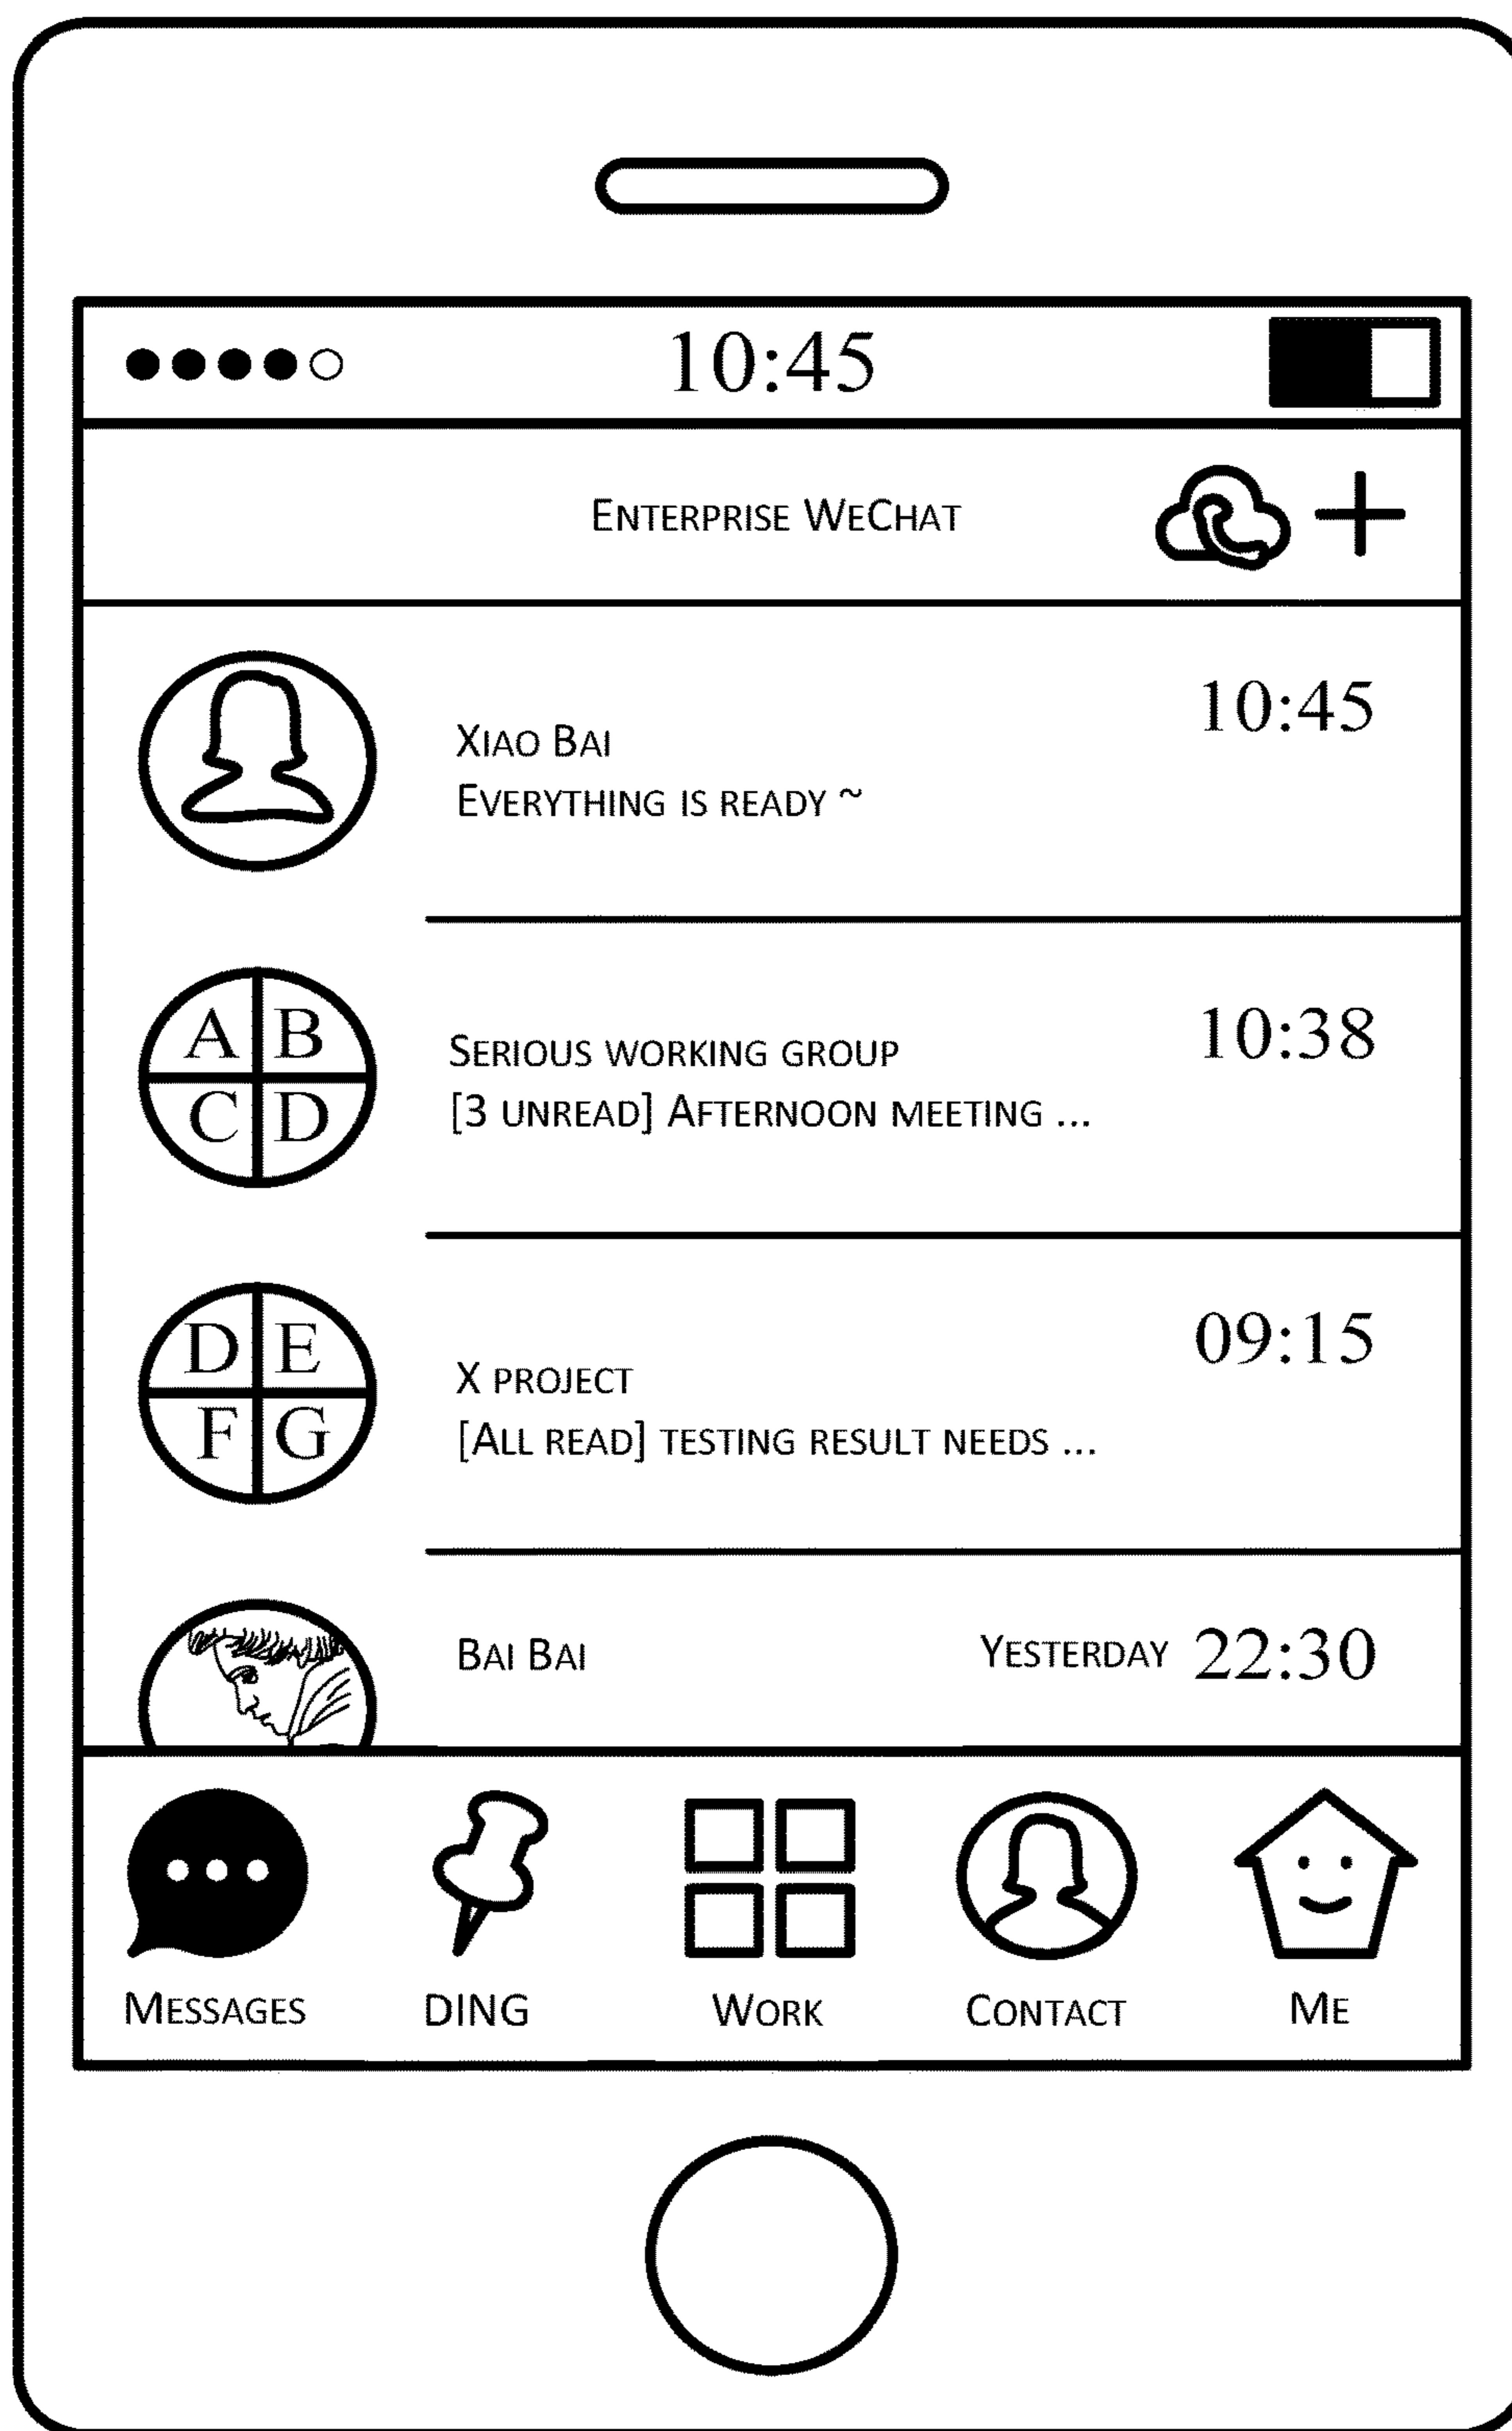 10:45
Enterprise WeChat
10:45
Xiao Bai
Everything is ready ~
A B
C D
10:38
Serious working group
[3 unread] Afternoon meeting ...
D E
F G
09:15
X project
[All read] testing result needs ...
Bai Bai Yesterday 22:30
Messages DING Work Contact Me